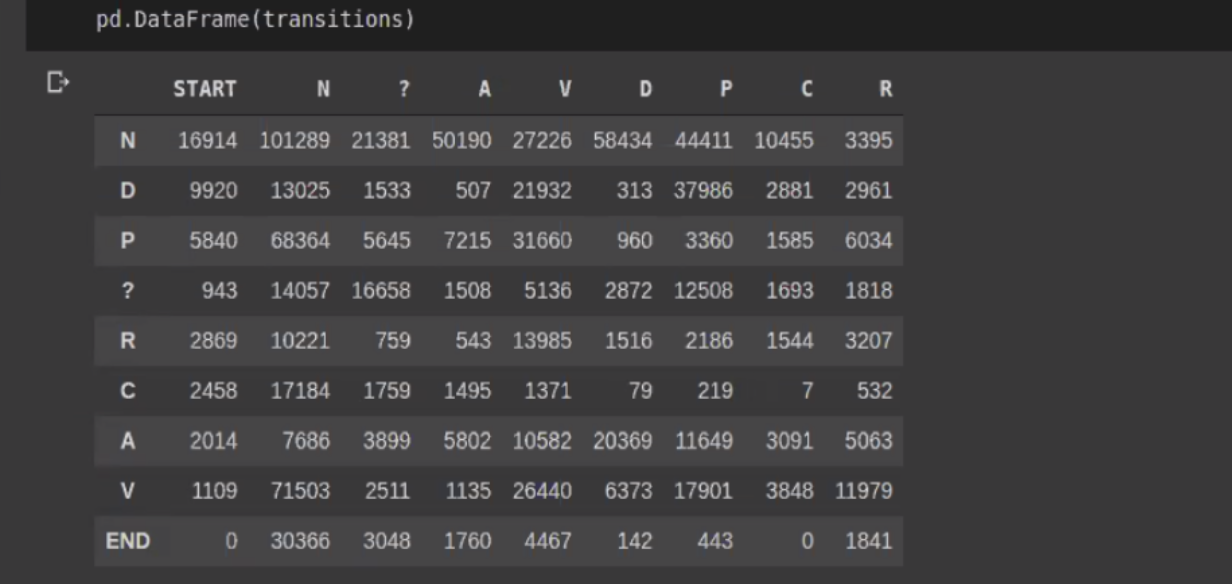 pd.DataFrame(transitions)
START N ? A V D P C R
N 16914 101289 21381 50190 27226 58434 44411 10455 3395
D 9920 13025 1533 507 21932 313 37986 2881 2961
P 5840 68364 5645 7215 31660 960 3360 1585 6034
? 943 14057 16658 1508 5136 2872 12508 1693 1818
R 2869 10221 759 543 13985 1516 2186 1544 3207
C 2458 17184 1759 1495 1371 79 219 7 532
A 2014 7686 3899 5802 10582 20369 11649 3091 5063
V 1109 71503 2511 1135 26440 6373 17901 3848 11979
END 0 30366 3048 1760 4467 142 443 0 1841